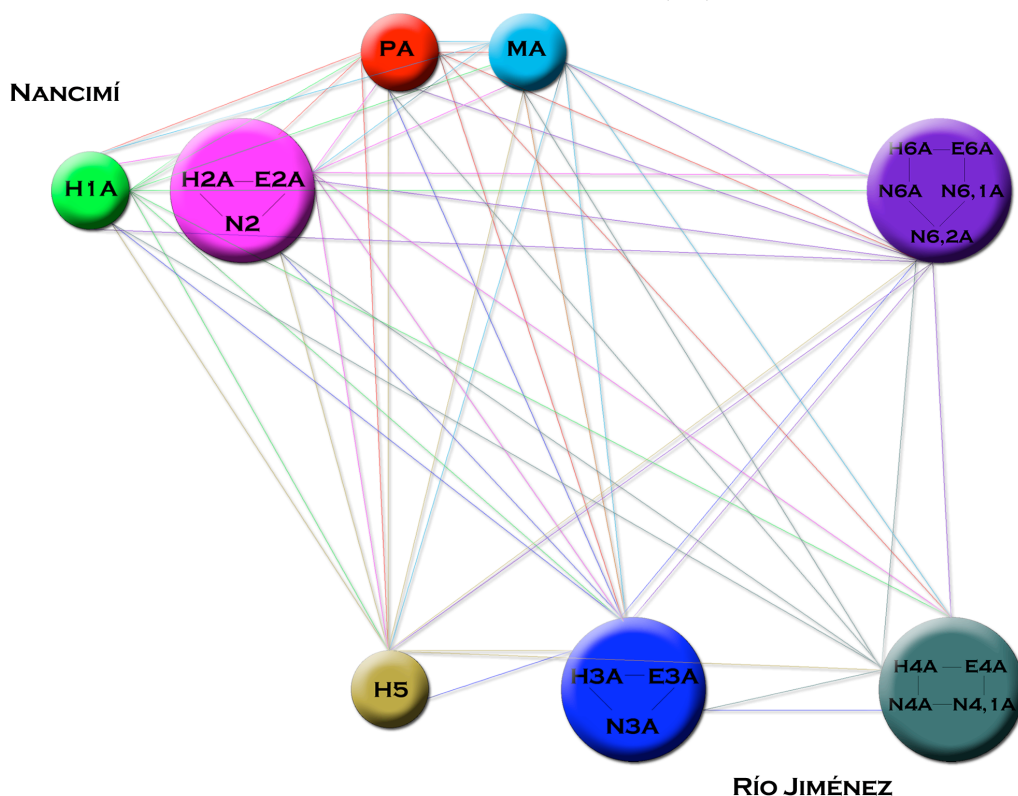 PA MA
NANCIMÍ
H6A E6A
H1A H2A E2A N6A N6,1A
N2 N6,2A
H4A E4A
H5 H3A E3A N4A N4,1A
N3A
RÍO JIMÉNEZ